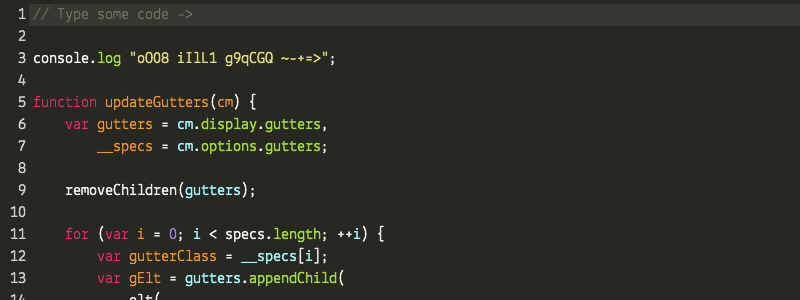 1 // Type some code ->
2
3 console.log "oO08 iIlL1 g9qCGQ ~-+=>";
4
5 function updateGutters(cm) {
6     var gutters = cm.display.gutters,
7         __specs = cm.options.gutters;
8
9     removeChildren(gutters);
10
11     for (var i = 0; i < specs.length; ++i) {
12         var gutterClass = __specs[i];
13         var gElt = gutters.appendChild(
14             elt(